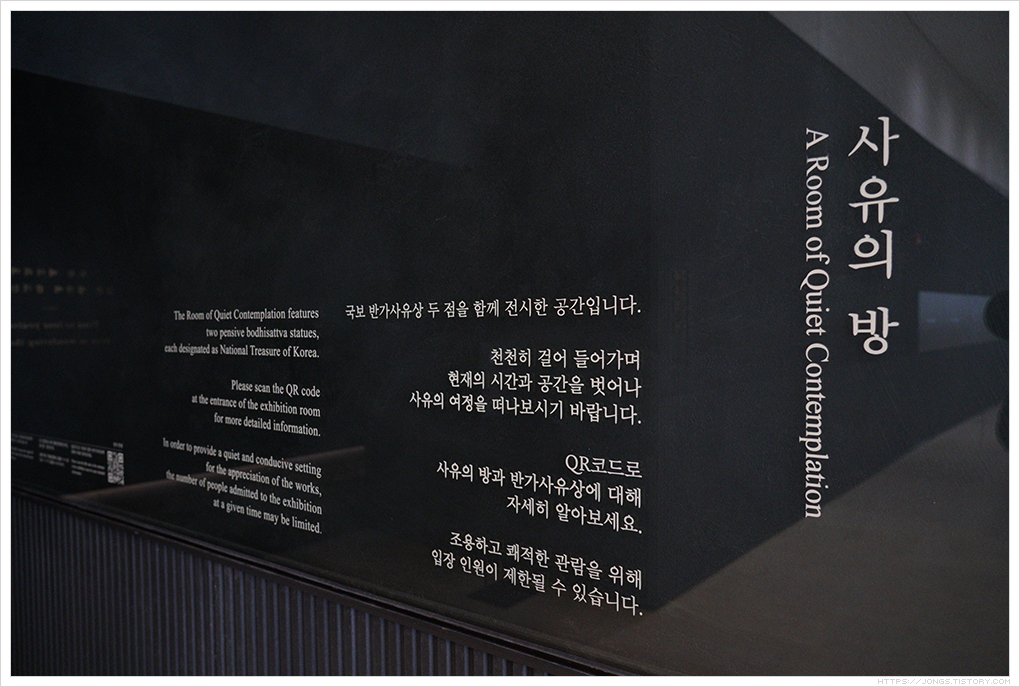 사유의 방
A Room of Quiet Contemplation
국보 반가사유상 두 점을 함께 전시한 공간입니다.
천천히 걸어 들어가며
현재의 시간과 공간을 벗어나
사유의 여정을 떠나보시기 바랍니다.
QR코드로
사유의 방과 반가사유상에 대해
자세히 알아보세요.
조용하고 쾌적한 관람을 위해
입장 인원이 제한될 수 있습니다.
The Room of Quiet Contemplation features
two pensive bodhisattva statues,
each designated as National Treasure of Korea.
Please scan the QR code
at the entrance of the exhibition room
for more detailed information.
In order to provide a quiet and conducive setting
for the appreciation of the works,
the number of people admitted to the exhibition
at a given time may be limited.
HTTPS://JONGS.TISTORY.COM